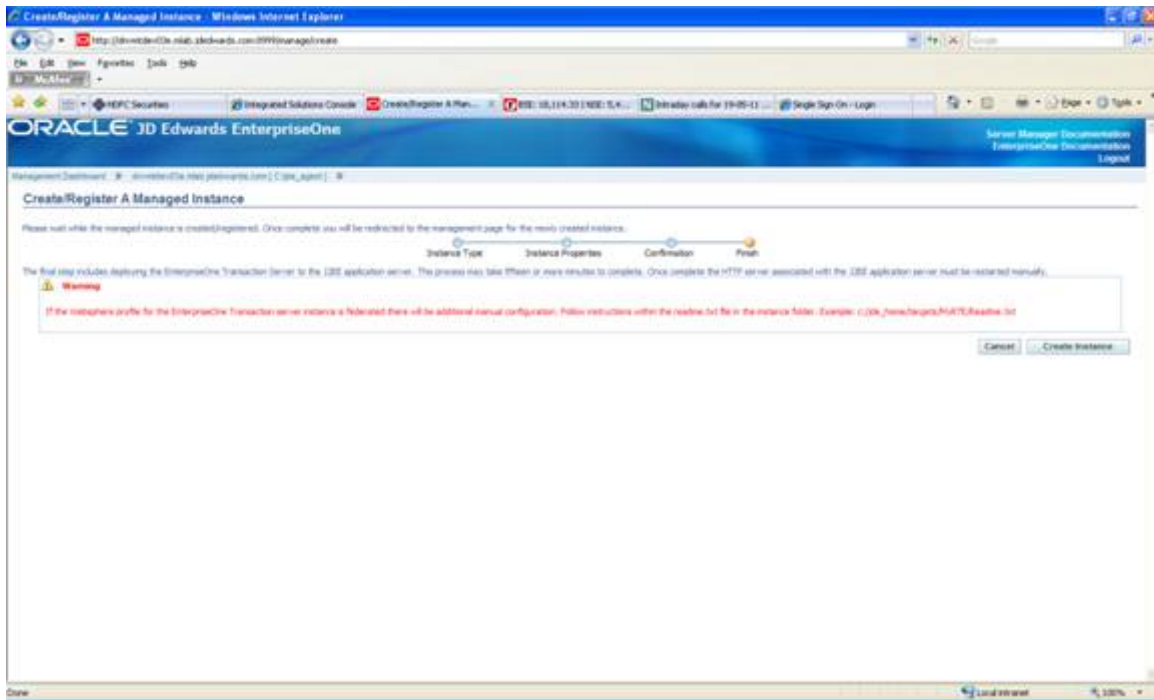 Create/Register A Managed Instance - Windows Internet Explorer
File Edit View Favorites Tools Help
McAfee
HDFC Securities
Integrated Solutions Console
Create/Register A Man...
Intraday calls for 19-05-11 ...
Single Sign On - Login
Page
Tools
ORACLE JD Edwards EnterpriseOne
Server Manager Documentation
EnterpriseOne Documentation
Logout
Management Dashboard
Create/Register A Managed Instance
Please wait while the managed instance is created/registered. Once complete you will be redirected to the management page for the newly created instance.
Instance Type
Instance Properties
Confirmation
Finish
The final step includes deploying the EnterpriseOne Transaction Server to the J2EE application server. The process may take fifteen or more minutes to complete. Once complete the HTTP server associated with the J2EE application server must be restarted manually.
Warning
If the websphere profile for the EnterpriseOne Transaction server instance is federated there will be additional manual configuration. Follow instructions within the readme.txt file in the instance folder. Example:
Cancel
Create Instance
Done
Local intranet
100%